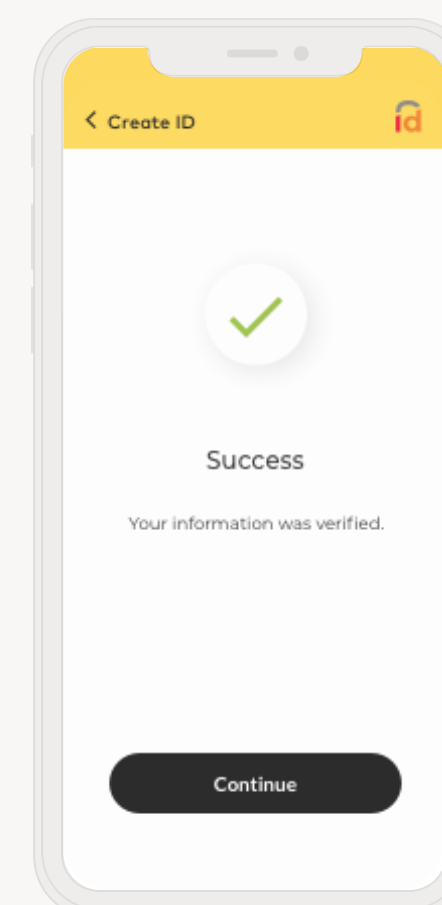 Create ID
id
Success
Your information was verified.
Continue